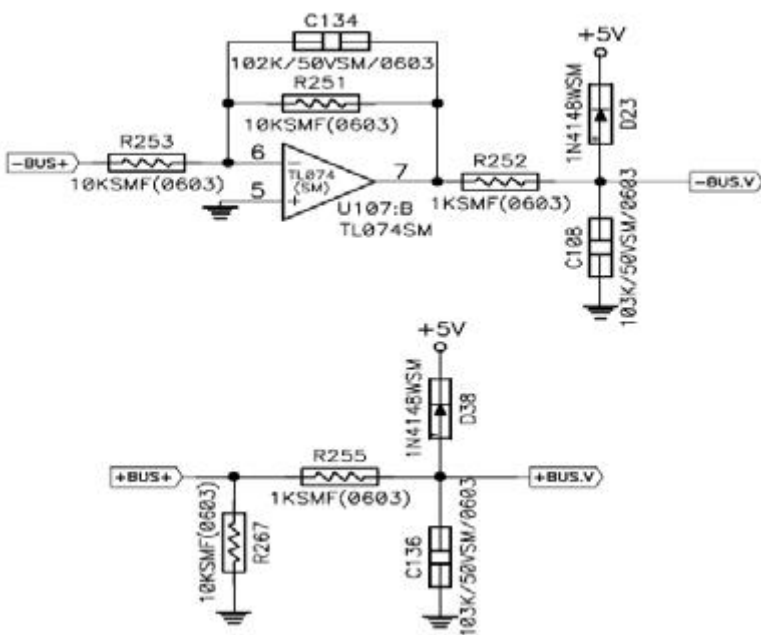 C134
102K/50VSM/0603
R251
10KSMF(0603)
+5V
1N4148WSM
D23
R253
-BUS+
10KSMF(0603)
6
5
7
TL074
(SM)
U107:B
TL074SM
R252
1KSMF(0603)
-BUS.V
C108
103K/50VSM/0603
+5V
1N4148WSM
D38
+BUS+
R255
1KSMF(0603)
+BUS.V
10KSMF(0603)
R267
C136
103K/50VSM/0603